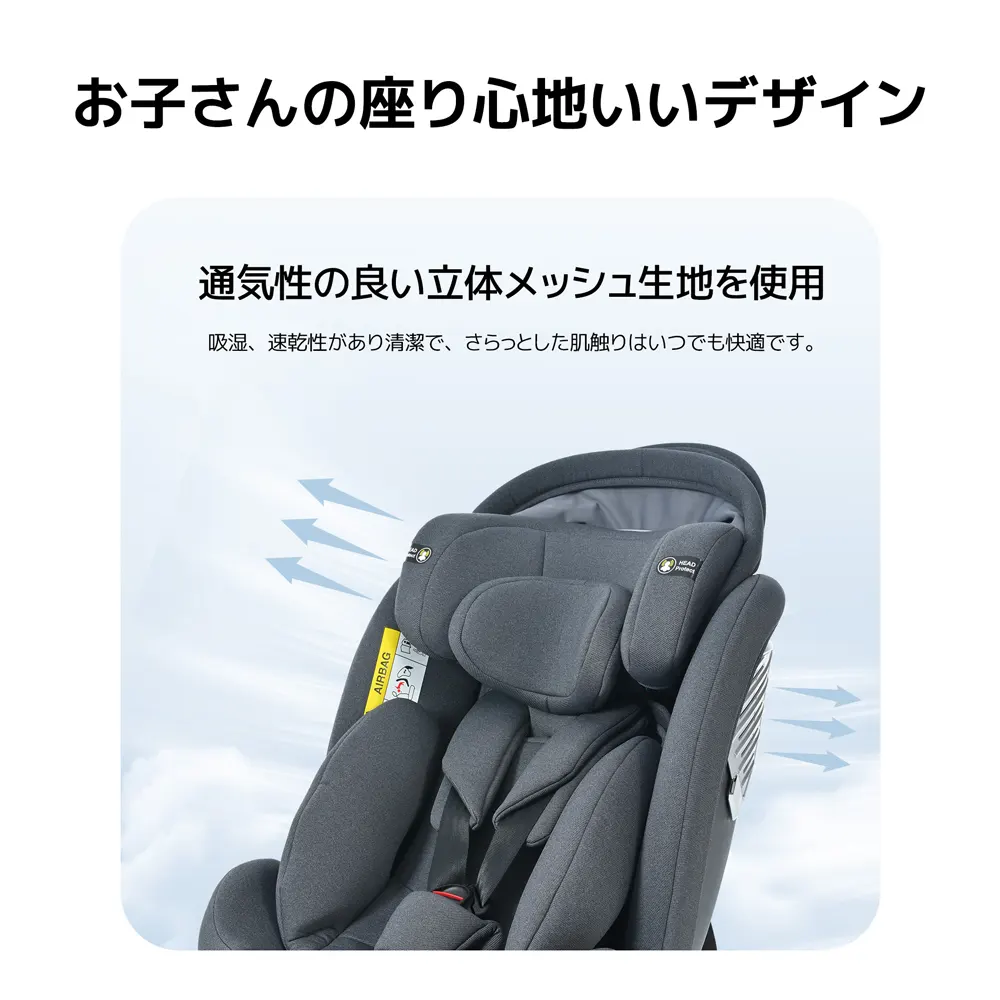 お子さんの座り心地いいデザイン
通気性の良い立体メッシュ生地を使用
吸湿、速乾性があり清潔で、さらっとした肌触りはいつでも快適です。
HEAD
HEAD
Protect
AIRBAG